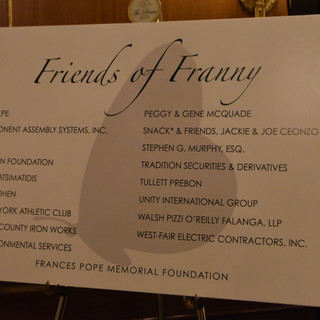 Friends of Franny
PE
ONENT ASSEMBLY SYSTEMS, INC.
N FOUNDATION
ATSIMATIDIS
OHEN
YORK ATHLETIC CLUB
COUNTY IRON WORKS
ONMENTAL SERVICES
PEGGY & GENE MCQUADE
SNACK* & FRIENDS, JACKIE & JOE CEONZO
STEPHEN G. MURPHY, ESQ.
TRADITION SECURITIES & DERIVATIVES
TULLETT PREBON
UNITY INTERNATIONAL GROUP
WALSH PIZZI O'REILLY FALANGA, LLP
WEST-FAIR ELECTRIC CONTRACTORS, INC.
FRANCES POPE MEMORIAL FOUNDATION